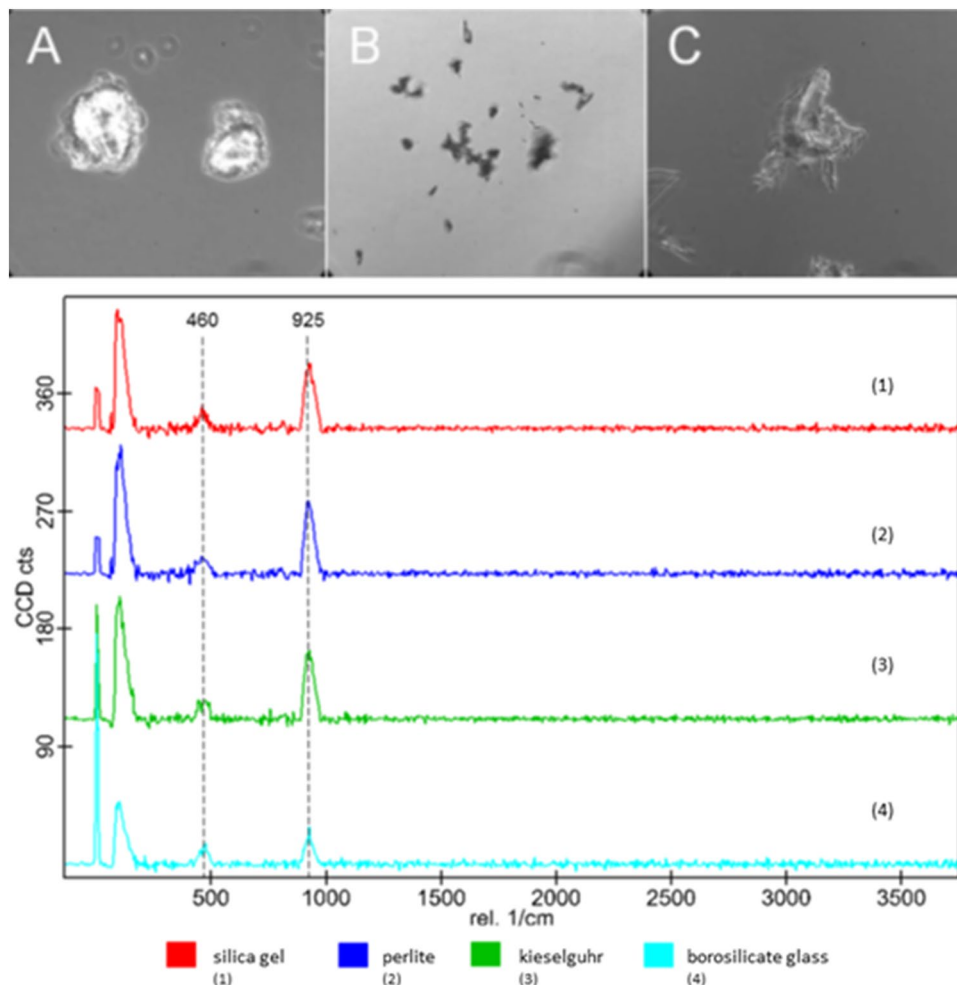 A B C
460 925
360
(1)
270
(2)
CCD cts
180
(3)
90
(4)
500 1000 1500 2000 2500 3000 3500
rel. 1/cm
silica gel perlite kieselguhr borosilicate glass
(1) (2) (3) (4)